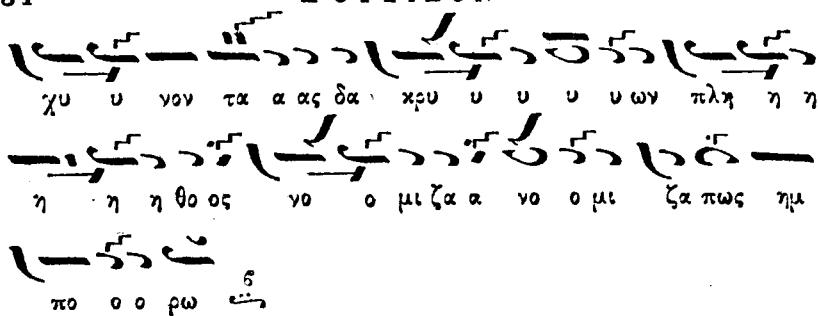 χυ υ νον τα α ας δα κρυ υ υ υ υ ων πλη η η
η η η θο ος νο ο μι ζα α νο ο μι ζα πως ημ
πο ο ο ρω